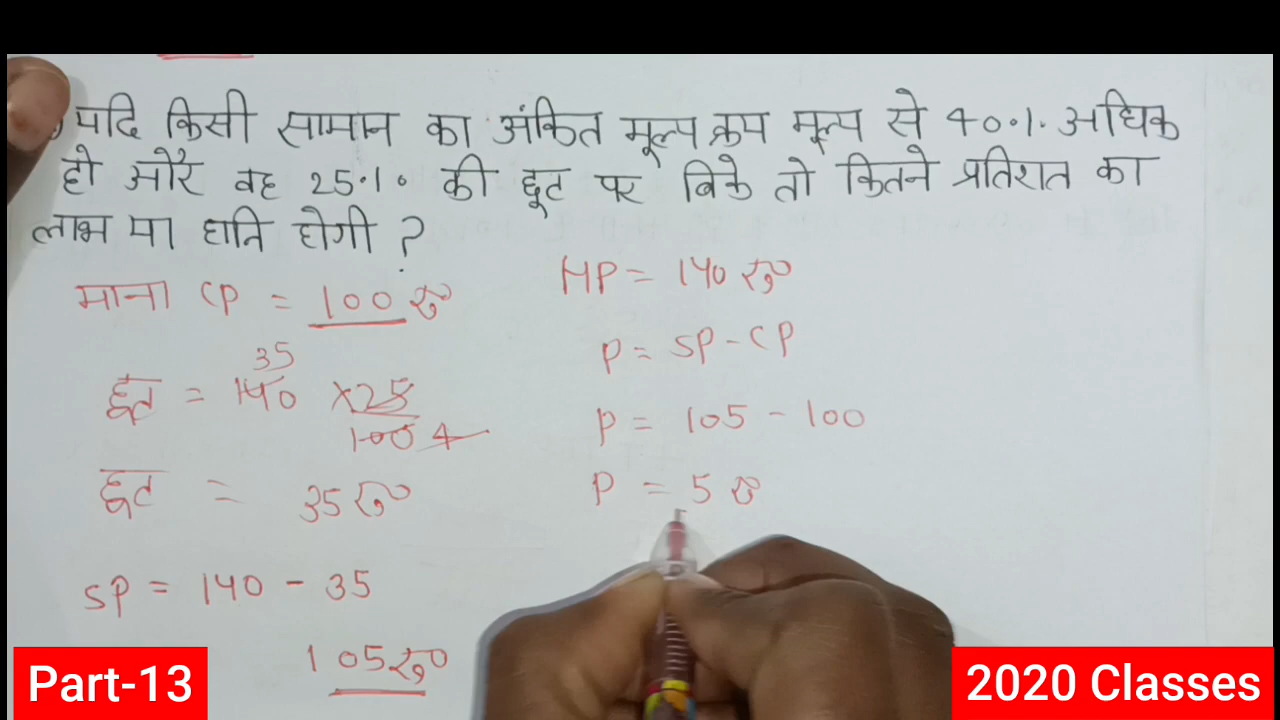 यदि किसी सामान का अंकित मूल्य क्रय मूल्य से 40% अधिक
हो और वह 25% की छूट पर बिके तो कितने प्रतिशत का
लाभ या हानि होगी ?
माना CP = 100 रु०
MP = 140 रु०
P = SP - CP
35
छूट = 140 × 25
100 4
P = 105 - 100
छूट = 35 रु०
P = 5 रु
SP = 140 - 35
105 रु०
Part-13
2020 Classes